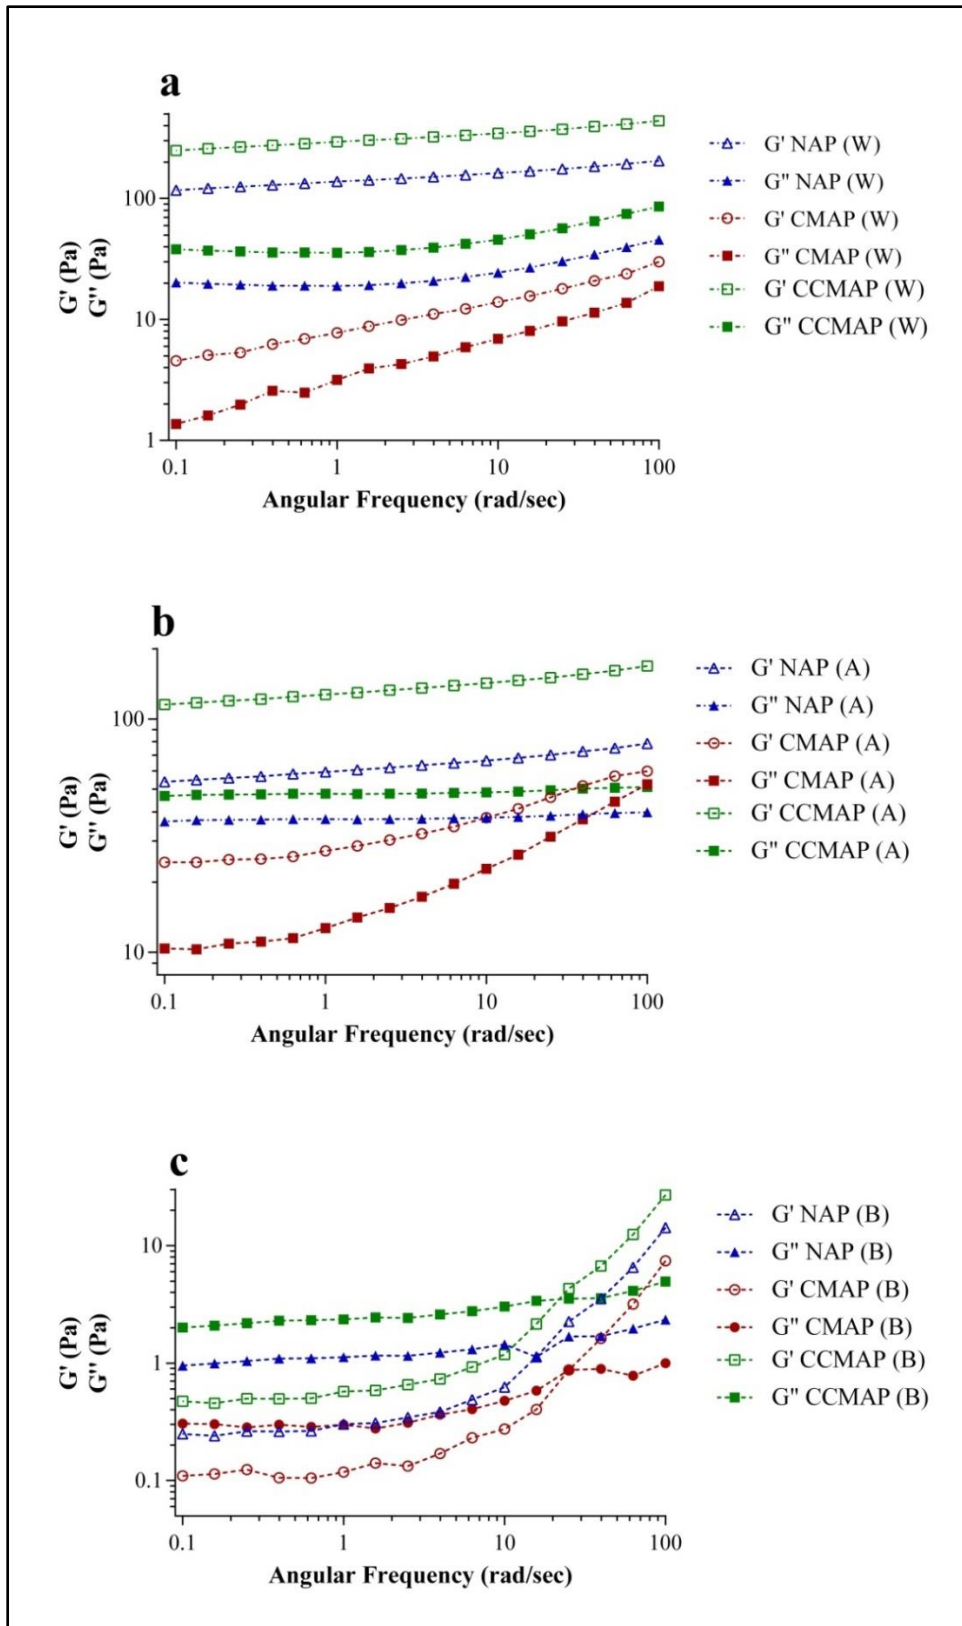 a
100
10
1
0.1 1 10 100
G' (Pa)
G" (Pa)
Angular Frequency (rad/sec)
G' NAP (W)
G" NAP (W)
G' CMAP (W)
G" CMAP (W)
G' CCMAP (W)
G" CCMAP (W)
b
100
10
0.1 1 10 100
G' (Pa)
G" (Pa)
Angular Frequency (rad/sec)
G' NAP (A)
G" NAP (A)
G' CMAP (A)
G" CMAP (A)
G' CCMAP (A)
G" CCMAP (A)
c
10
1
0.1
0.1 1 10 100
G' (Pa)
G" (Pa)
Angular Frequency (rad/sec)
G' NAP (B)
G" NAP (B)
G' CMAP (B)
G" CMAP (B)
G' CCMAP (B)
G" CCMAP (B)